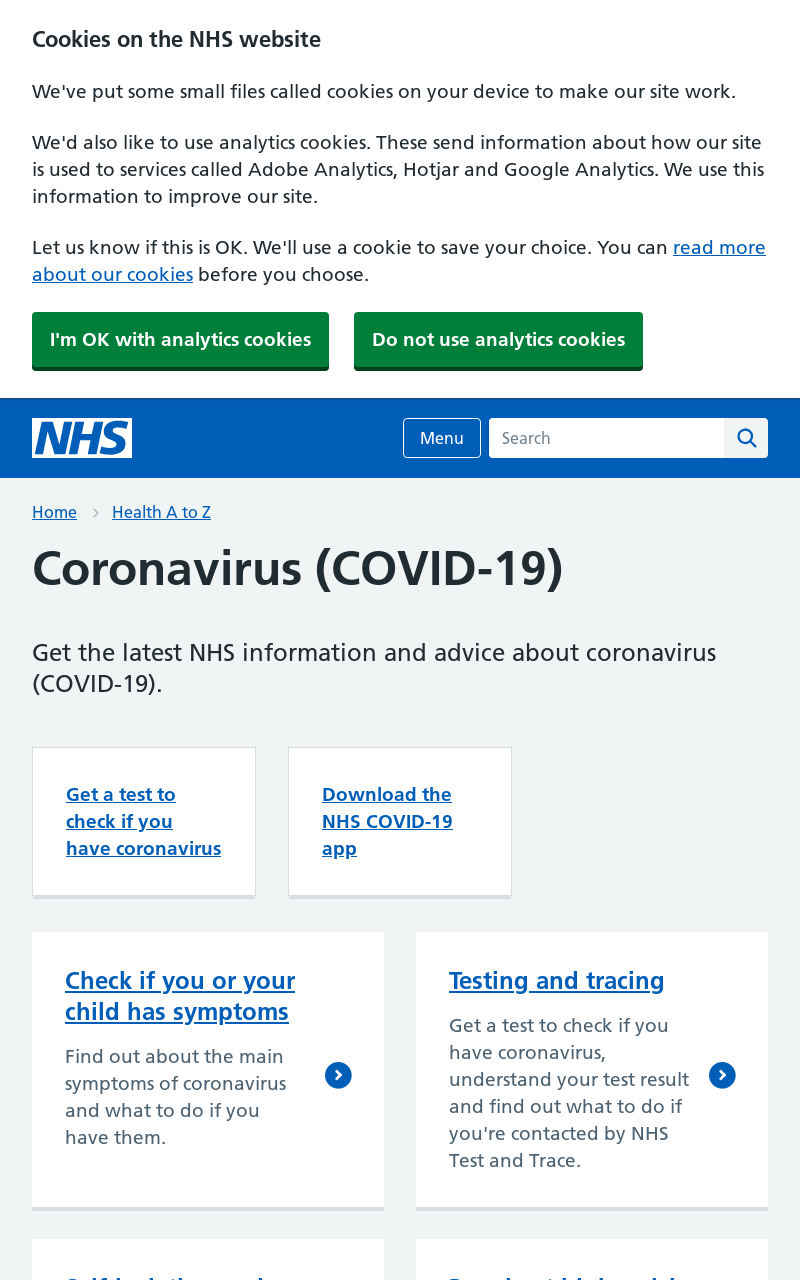 Cookies on the NHS website
We've put some small files called cookies on your device to make our site work.
We'd also like to use analytics cookies. These send information about how our site
is used to services called Adobe Analytics, Hotjar and Google Analytics. We use this
information to improve our site.
Let us know if this is OK. We'll use a cookie to save your choice. You can read more
about our cookies before you choose.
I'm OK with analytics cookies
Do not use analytics cookies
NHS
Menu
Search
Home
Health A to Z
Coronavirus (COVID-19)
Get the latest NHS information and advice about coronavirus
(COVID-19).
Get a test to
check if you
have coronavirus
Download the
NHS COVID-19
app
Check if you or your
child has symptoms
Find out about the main
symptoms of coronavirus
and what to do if you
have them.
Testing and tracing
Get a test to check if you
have coronavirus,
understand your test result
and find out what to do if
you're contacted by NHS
Test and Trace.